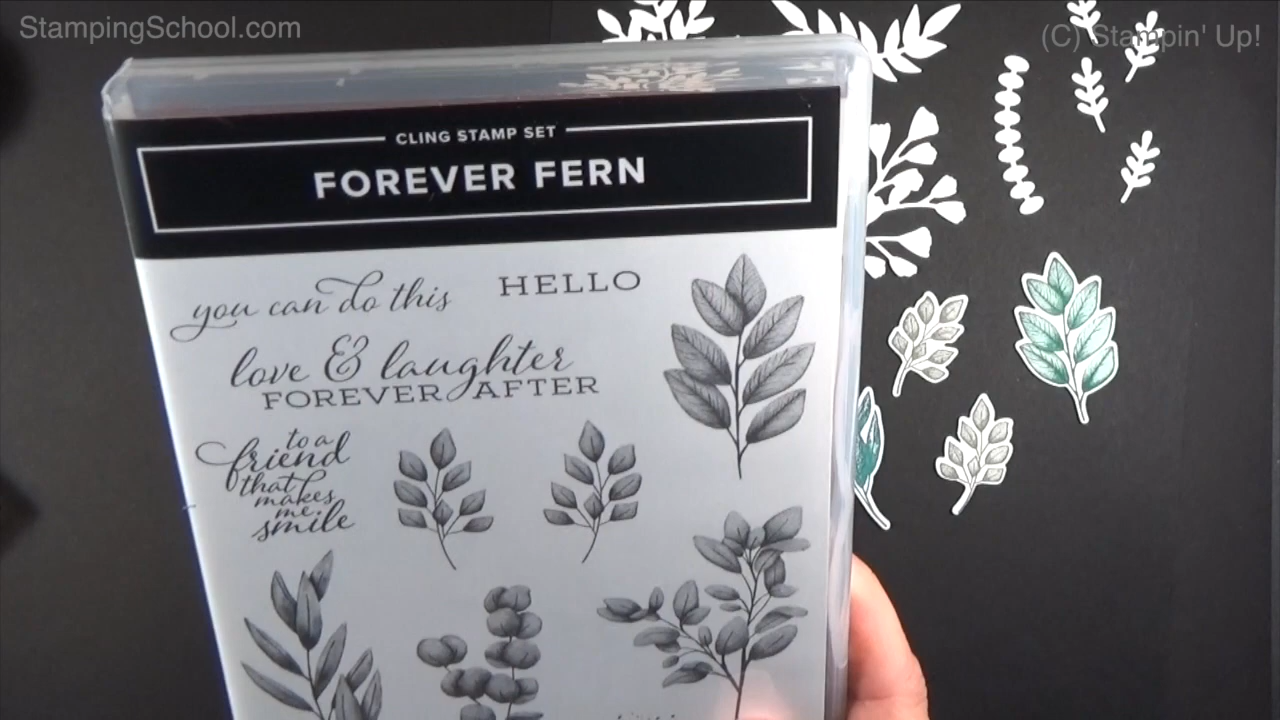 StampingSchool.com
(C) Stampin' Up!
CLING STAMP SET
FOREVER FERN
you can do this
HELLO
love & laughter
FOREVER AFTER
to a
friend
that
makes
me
smile